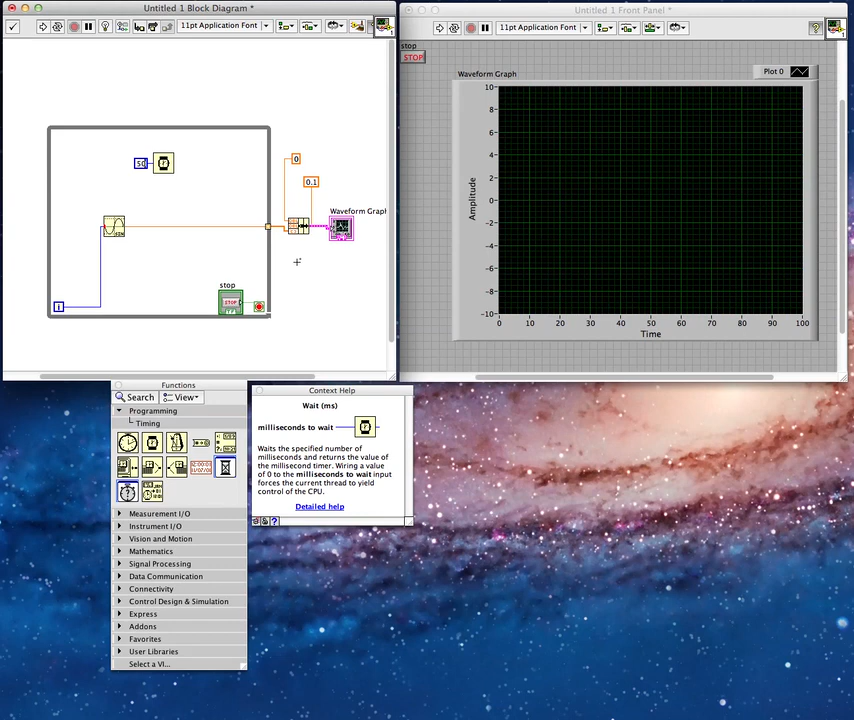 Untitled 1 Block Diagram *
Untitled 1 Front Panel *
11pt Application Font
11pt Application Font
stop
STOP
Waveform Graph
Plot 0
10
8
6
4
2
0
-2
-4
-6
-8
-10
Amplitude
0 10 20 30 40 50 60 70 80 90 100
Time
50
0
0.1
Waveform Graph
SIN
stop
STOP
TF
i
Functions
Search View
Programming
Timing
Measurement I/O
Instrument I/O
Vision and Motion
Mathematics
Signal Processing
Data Communication
Connectivity
Control Design & Simulation
Express
Addons
Favorites
User Libraries
Select a VI...
Context Help
Wait (ms)
milliseconds to wait
Waits the specified number of
milliseconds and returns the value of
the millisecond timer. Wiring a value
of 0 to the milliseconds to wait input
forces the current thread to yield
control of the CPU.
Detailed help